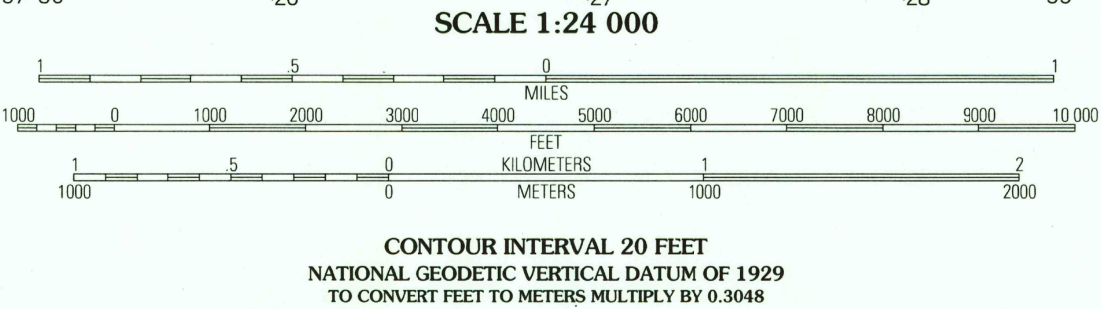 SCALE 1:24 000
1 .5 0 1
MILES
1000 0 1000 2000 3000 4000 5000 6000 7000 8000 9000 10 000
FEET
1 .5 0 KILOMETERS 1 2
1000 0 METERS 1000 2000
CONTOUR INTERVAL 20 FEET
NATIONAL GEODETIC VERTICAL DATUM OF 1929
TO CONVERT FEET TO METERS MULTIPLY BY 0.3048